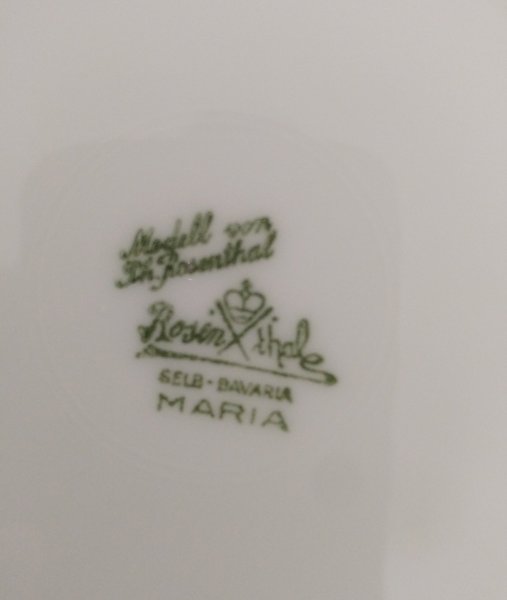 Modell von
Ph. Rosenthal
Rosenthal
SELB-BAVARIA
MARIA